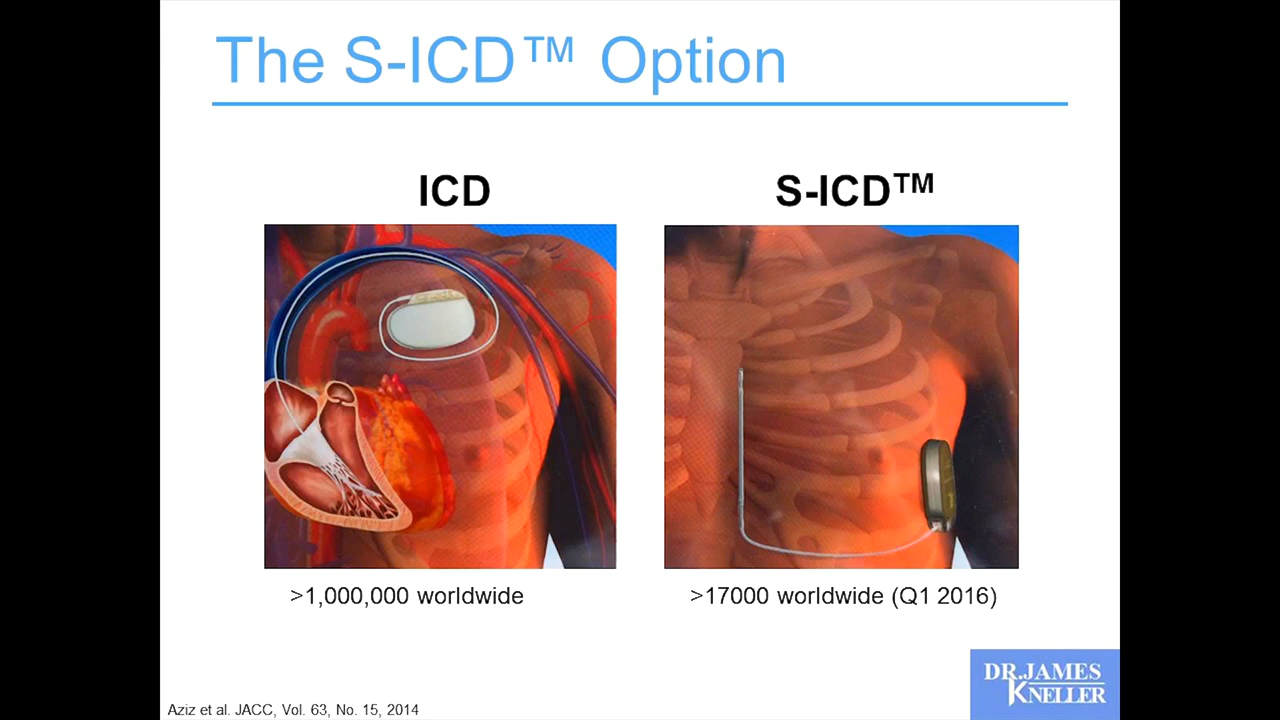 The S-ICD™ Option
ICD
S-ICD™
>1,000,000 worldwide
>17000 worldwide (Q1 2016)
DR. JAMES
KNELLER
Aziz et al. JACC, Vol. 63, No. 15, 2014